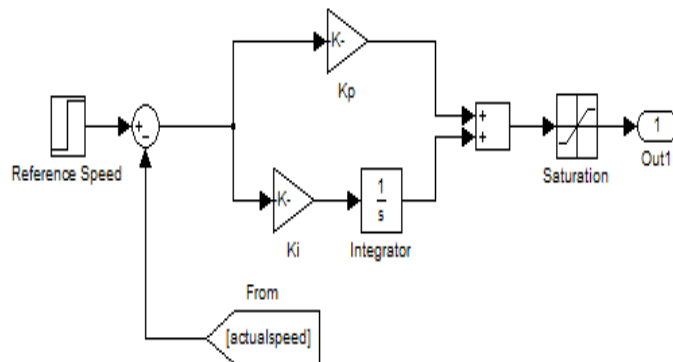 K-
Kp
+
-
Reference Speed
K-
Ki
1
s
Integrator
+
+
Saturation
1
Out1
From
[actualspeed]